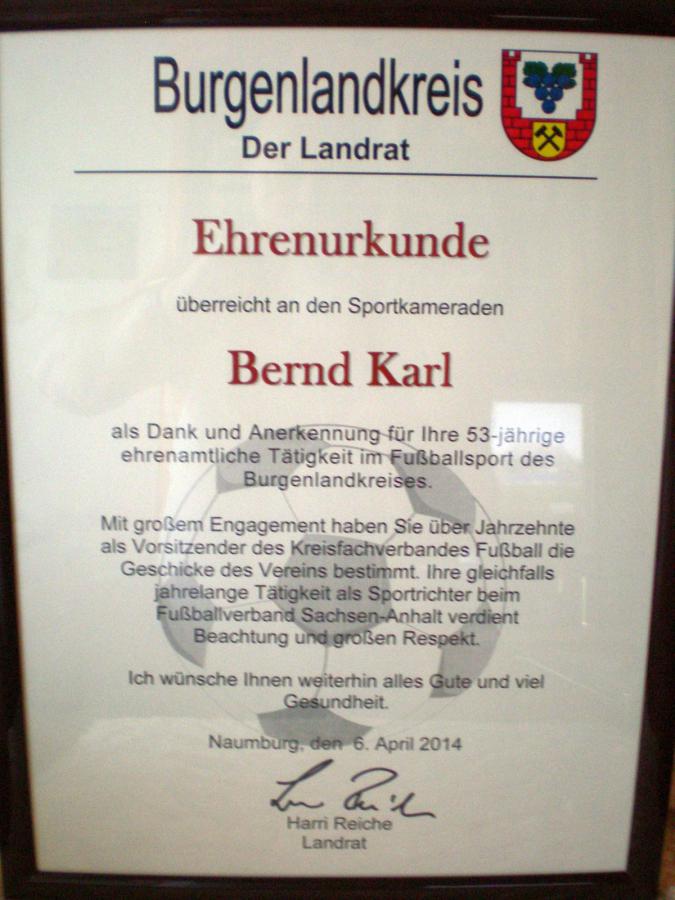 Burgenlandkreis
Der Landrat
Ehrenurkunde
überreicht an den Sportkameraden
Bernd Karl
als Dank und Anerkennung für Ihre 53-jährige
ehrenamtliche Tätigkeit im Fußballsport des
Burgenlandkreises.
Mit großem Engagement haben Sie über Jahrzehnte
als Vorsitzender des Kreisfachverbandes Fußball die
Geschicke des Vereins bestimmt. Ihre gleichfalls
jahrelange Tätigkeit als Sportrichter beim
Fußballverband Sachsen-Anhalt verdient
Beachtung und großen Respekt.
Ich wünsche Ihnen weiterhin alles Gute und viel
Gesundheit.
Naumburg, den 6. April 2014
Harri Reiche
Landrat